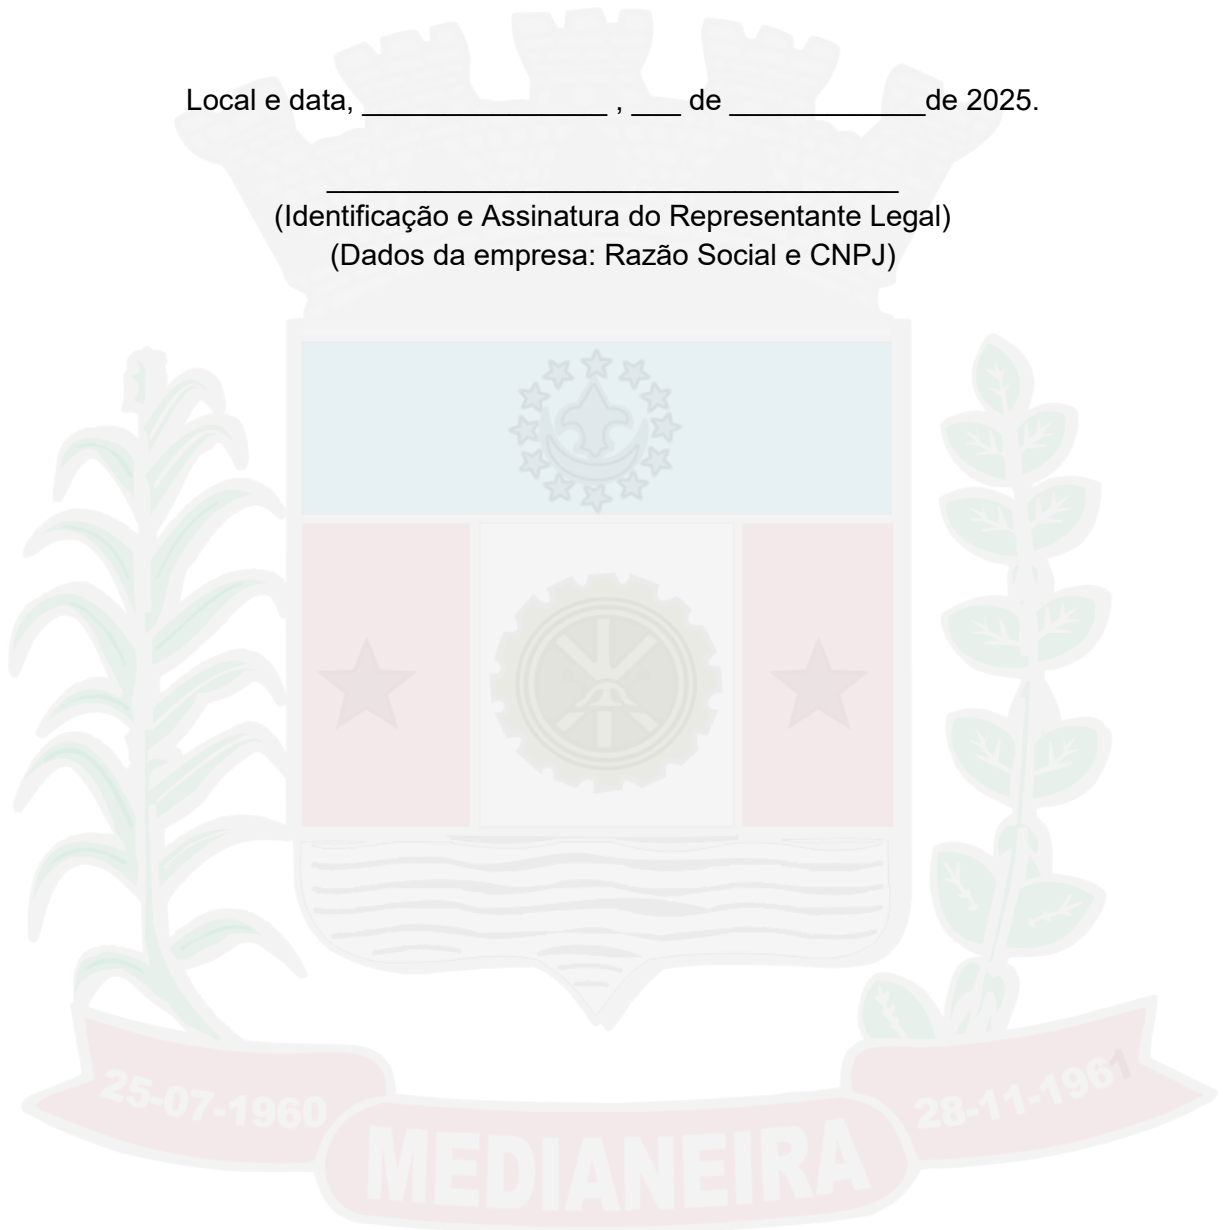 Local e data, _______________ , ___ de ____________de 2025.
___________________________________
(Identificação e Assinatura do Representante Legal)
(Dados da empresa: Razão Social e CNPJ)
25-07-1960
28-11-1961
MEDIANEIRA